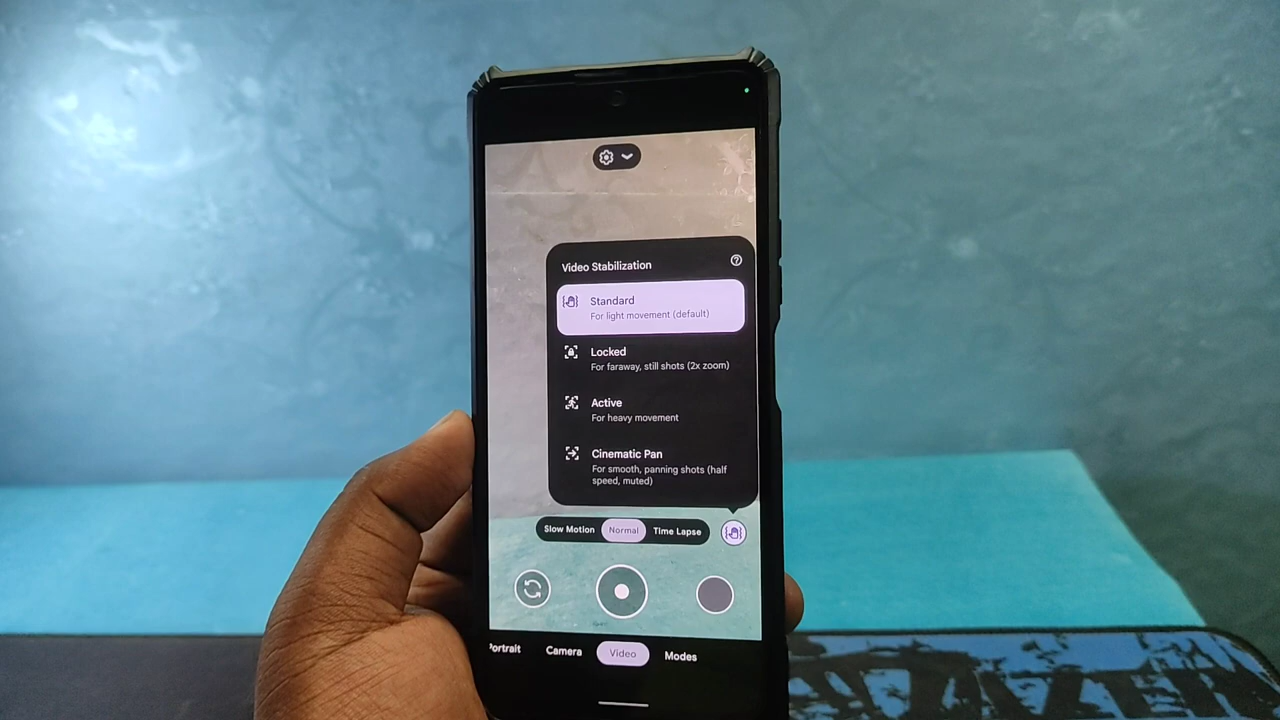 Video Stabilization
Standard
For light movement (default)
Locked
For faraway, still shots (2x zoom)
Active
For heavy movement
Cinematic Pan
For smooth, panning shots (half
speed, muted)
Slow Motion Normal Time Lapse
ortrait Camera Video Modes